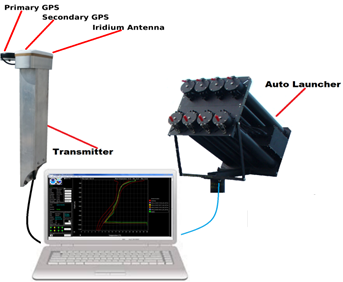 Primary GPS
Secondary GPS
Iridium Antenna
Auto Launcher
Transmitter